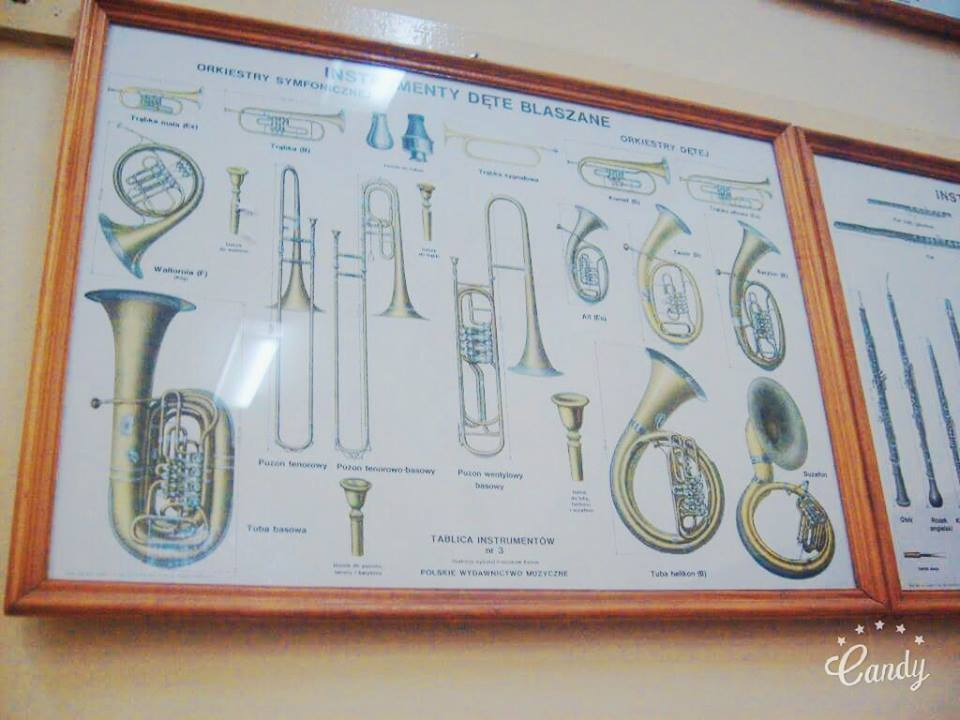 INSTRUMENTY DĘTE BLASZANE
ORKIESTRY SYMFONICZNEJ
ORKIESTRY DĘTEJ
Trąbka mała (Es)
Trąbka (B)
Trąbka sygnałowa
Kornet (B)
Waltornia (F)
Alt (Es)
Tenor (B)
Baryton (B)
Puzon tenorowy
Puzon tenorowo-basowy
Puzon wentylowy
basowy
Suzafon
Tuba basowa
Tuba helikon (B)
TABLICA INSTRUMENTÓW
nr 3
POLSKIE WYDAWNICTWO MUZYCZNE
INST
Obój
Rożek
angielski
Candy